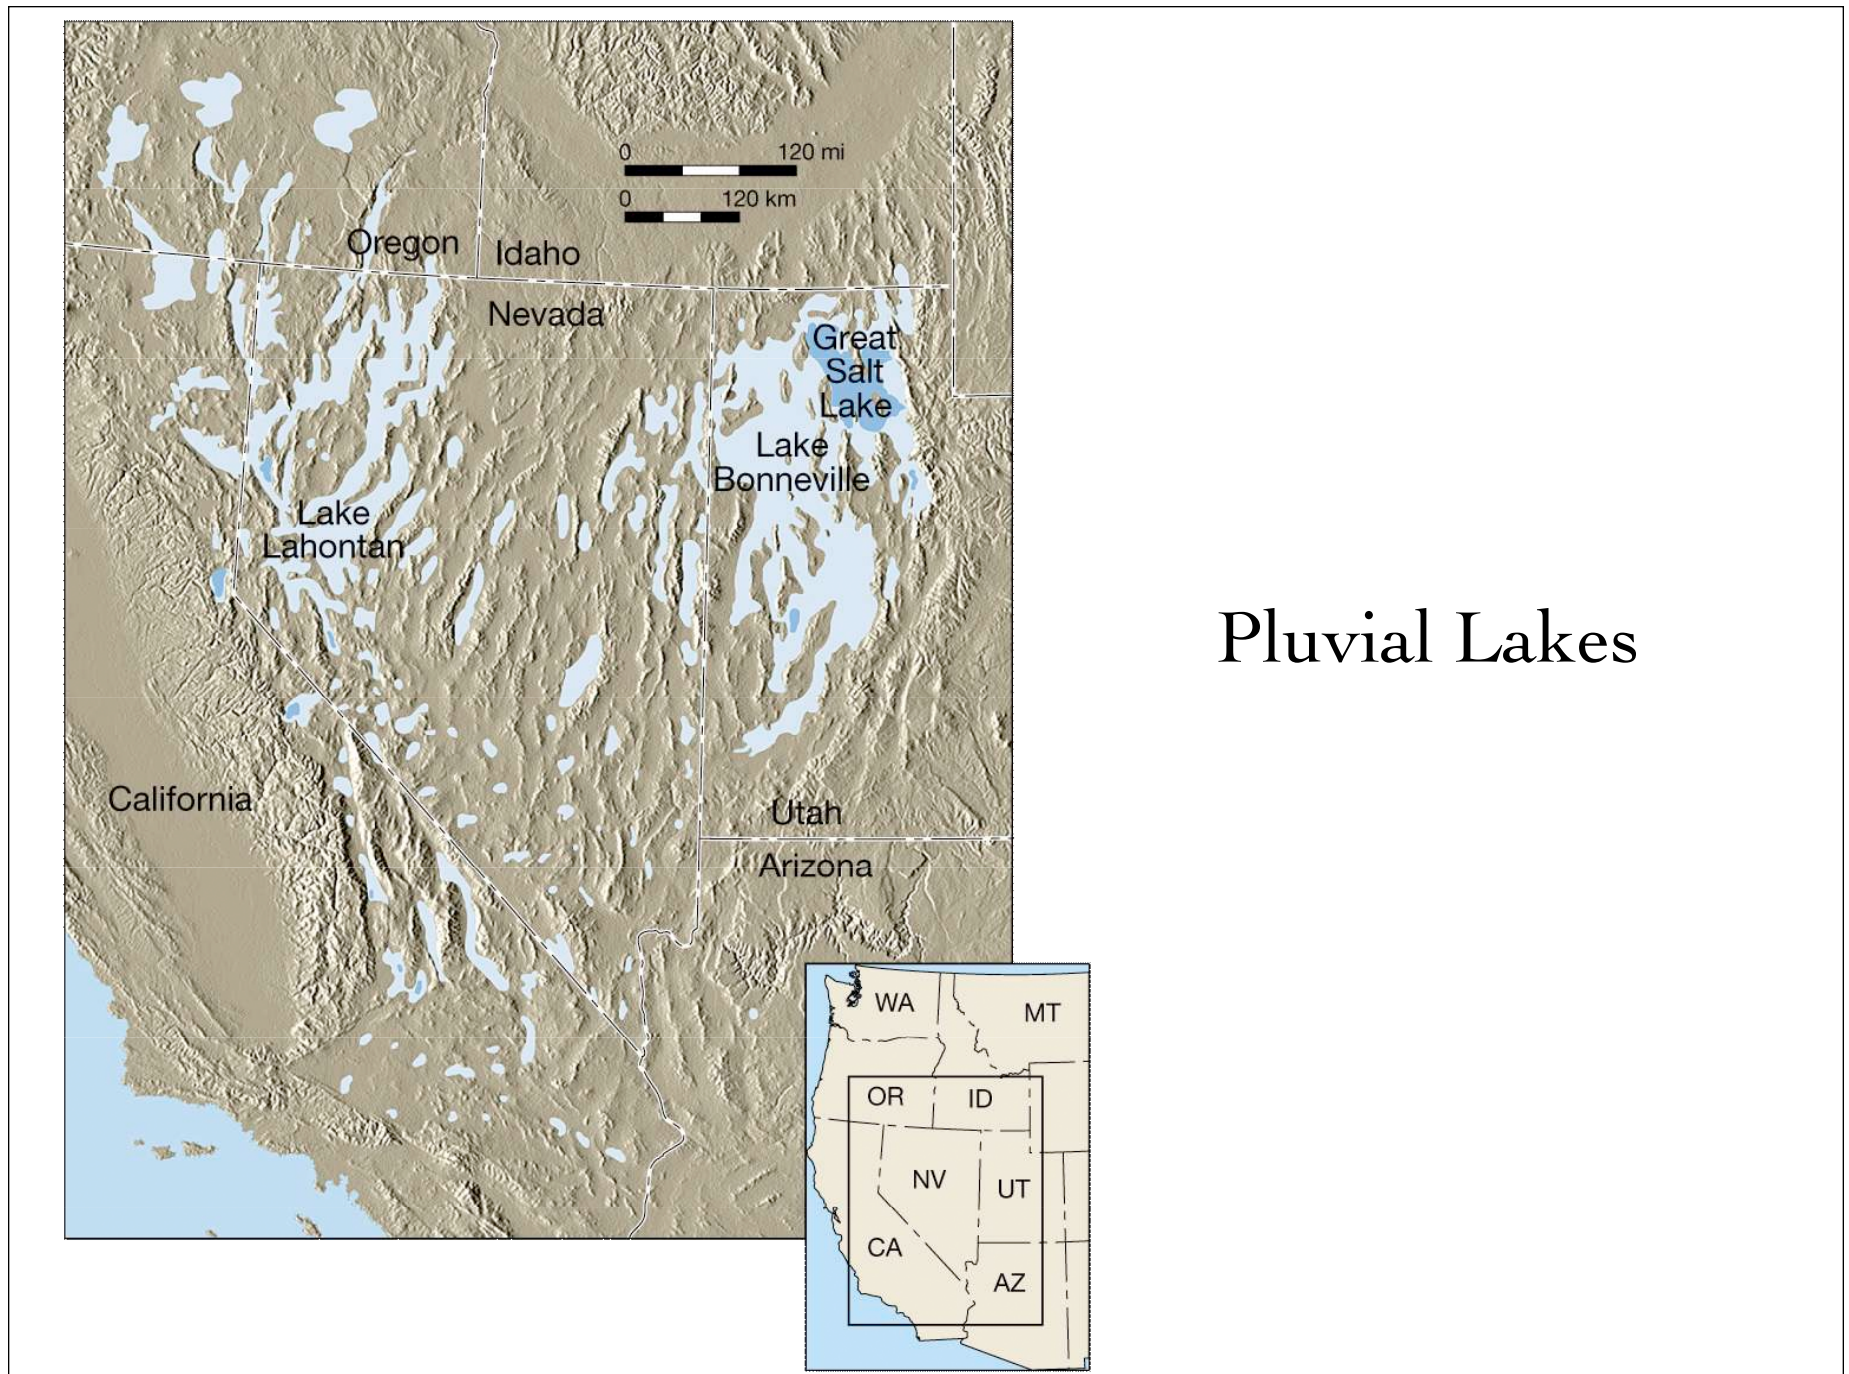 0 120 mi
0 120 km
Oregon
Idaho
Nevada
Great
Salt
Lake
Lake
Bonneville
Lake
Lahontan
Pluvial Lakes
California
Utah
Arizona
WA
MT
OR
ID
NV
UT
CA
AZ